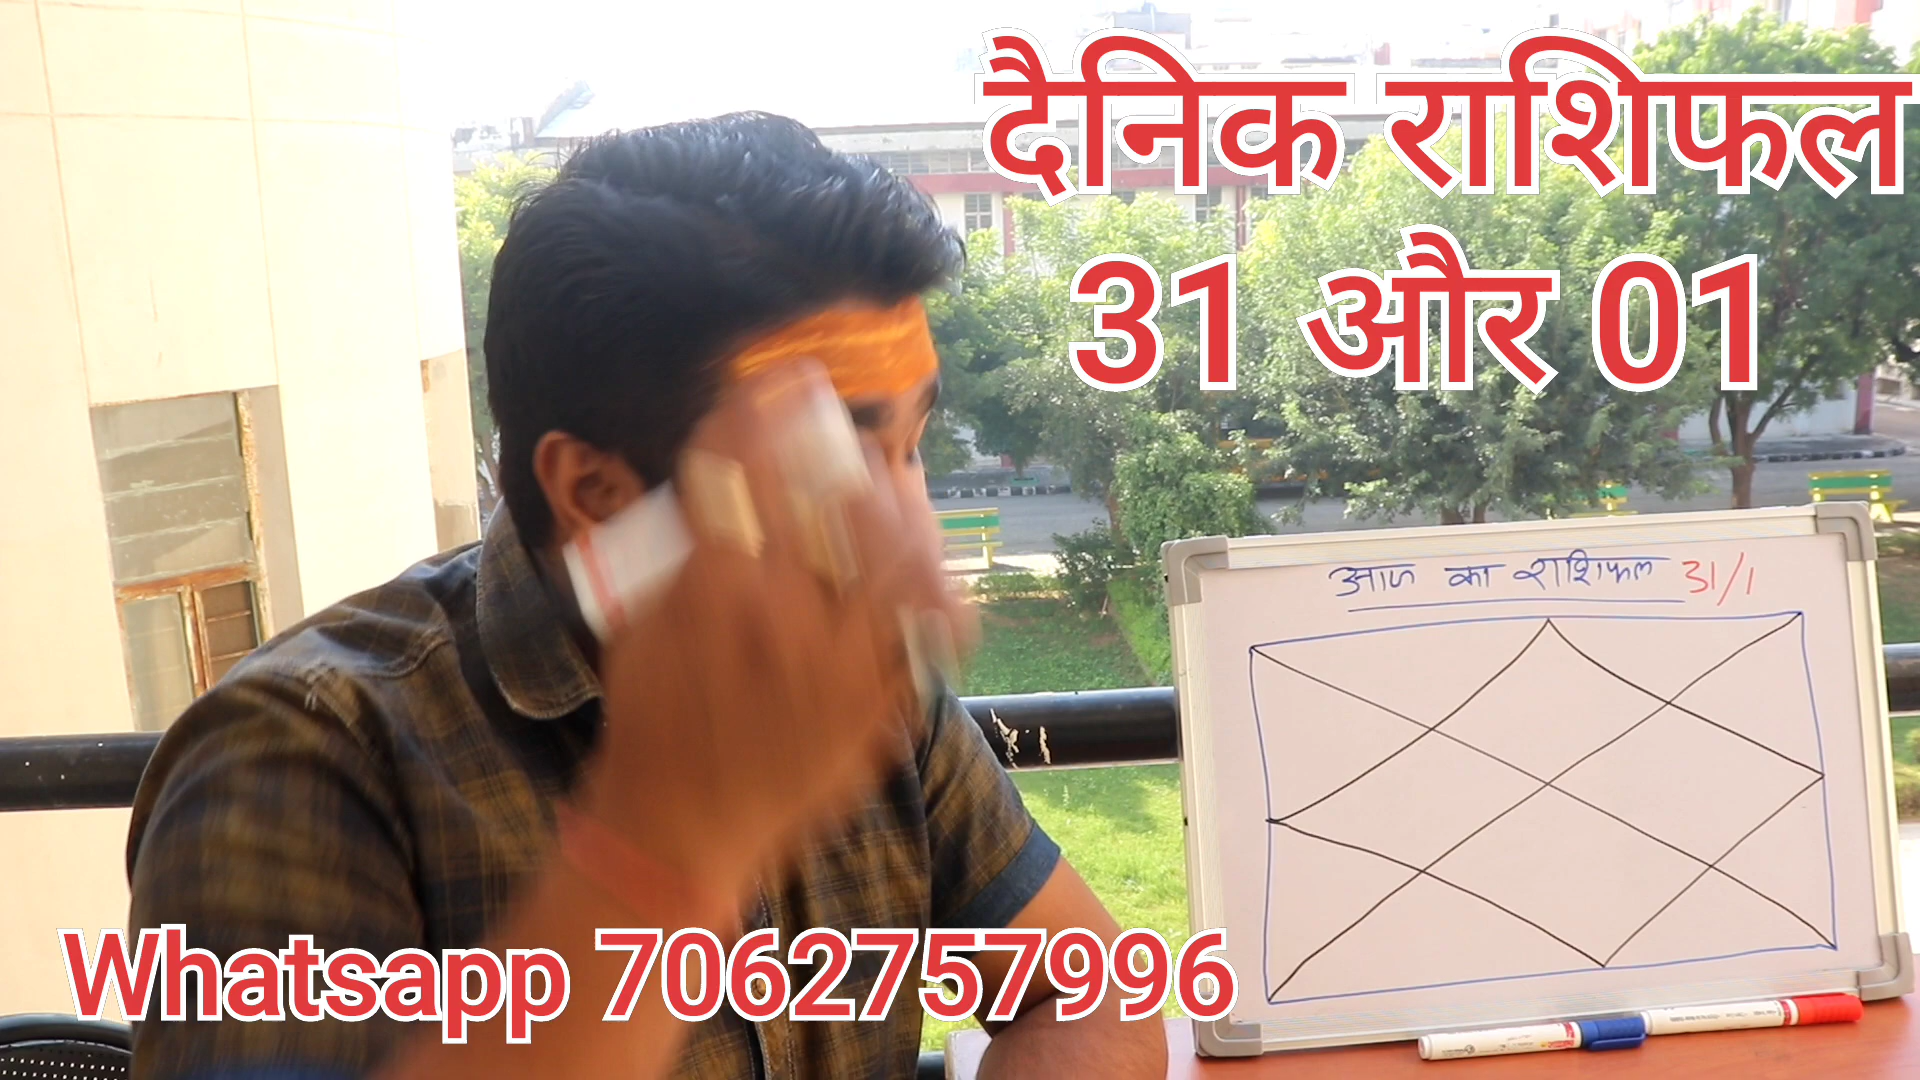 दैनिक राशिफल
31 और 01
आज का राशिफल 31/1
Whatsapp 7062757996